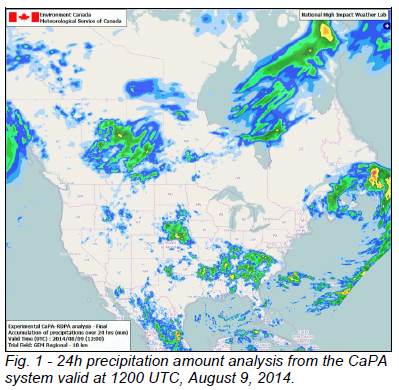 Environment Canada
Meteorological Service of Canada
National High Impact Weather Lab
Experimental CaPA-RDPA analysis - Final
Accumulation of precipitations over 24 hrs (mm)
Valid Time (UTC) : 2014/08/09 (12:00)
Trial Field: GEM Regional - 10 km
Fig. 1 - 24h precipitation amount analysis from the CaPA
system valid at 1200 UTC, August 9, 2014.